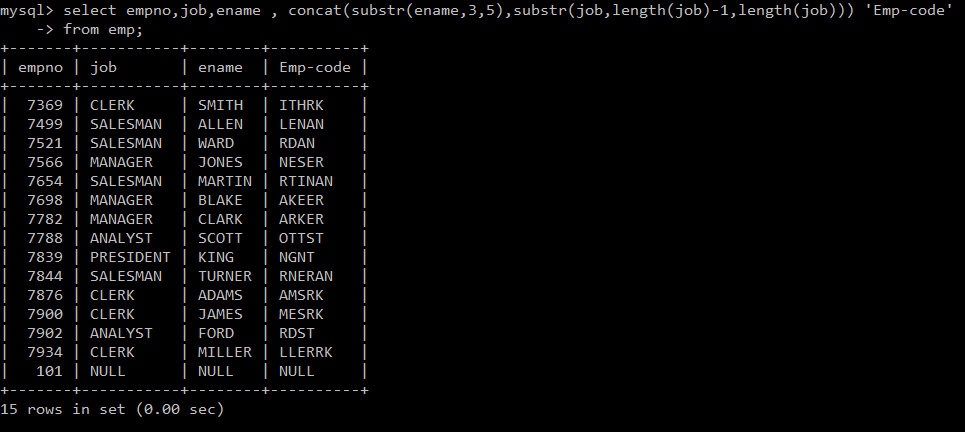 mysql> select empno,job,ename , concat(substr(ename,3,5),substr(job,length(job)-1,length(job))) 'Emp-code'
    -> from emp;
+-------+-----------+--------+----------+
| empno | job       | ename  | Emp-code |
+-------+-----------+--------+----------+
|  7369 | CLERK     | SMITH  | ITHRK    |
|  7499 | SALESMAN  | ALLEN  | LENAN    |
|  7521 | SALESMAN  | WARD   | RDAN     |
|  7566 | MANAGER   | JONES  | NESER    |
|  7654 | SALESMAN  | MARTIN | RTINAN   |
|  7698 | MANAGER   | BLAKE  | AKEER    |
|  7782 | MANAGER   | CLARK  | ARKER    |
|  7788 | ANALYST   | SCOTT  | OTTST    |
|  7839 | PRESIDENT | KING   | NGNT     |
|  7844 | SALESMAN  | TURNER | RNERAN   |
|  7876 | CLERK     | ADAMS  | AMSRK    |
|  7900 | CLERK     | JAMES  | MESRK    |
|  7902 | ANALYST   | FORD   | RDST     |
|  7934 | CLERK     | MILLER | LLERRK   |
|   101 | NULL      | NULL   | NULL     |
+-------+-----------+--------+----------+
15 rows in set (0.00 sec)